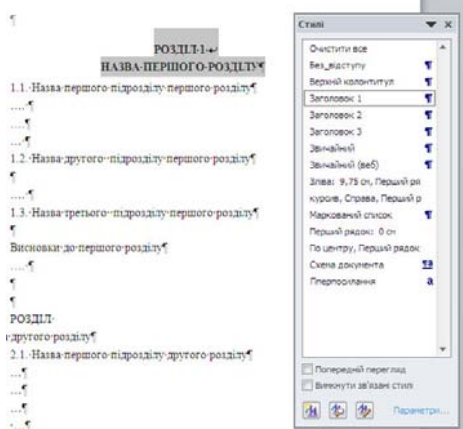 ¶
РОЗДІЛ·1·↵
НАЗВА·ПЕРШОГО·РОЗДІЛУ¶
1.1.·Назва·першого·підрозділу·першого·розділу¶
....·¶
....¶
...·¶
1.2.·Назва·другого··підрозділу·першого·розділу¶
¶
....·¶
1.3.·Назва·третього··підрозділу·першого·розділу¶
¶
Висновки·до·першого·розділу¶
....·¶
¶
¶
РОЗДІЛ·
·другого·розділу¶
2.1.·Назва·першого·підрозділу·другого·розділу¶
...¶
...¶
...¶
·...¶
Стилі
Очистити все
Без_відступу ¶
Верхній колонтитул ¶
Заголовок 1 ¶
Заголовок 2 ¶
Заголовок 3 ¶
Звичайний ¶
Звичайний (веб) ¶
Зліва: 9,75 см, Перший ря
курсив, Справа, Перший р
Маркований список ¶
Перший рядок: 0 см
По центру, Перший рядок
Схема документа ¶a
Гіперпосилання a
Попередній перегляд
Вимкнути зв'язані стилі
Параметри...